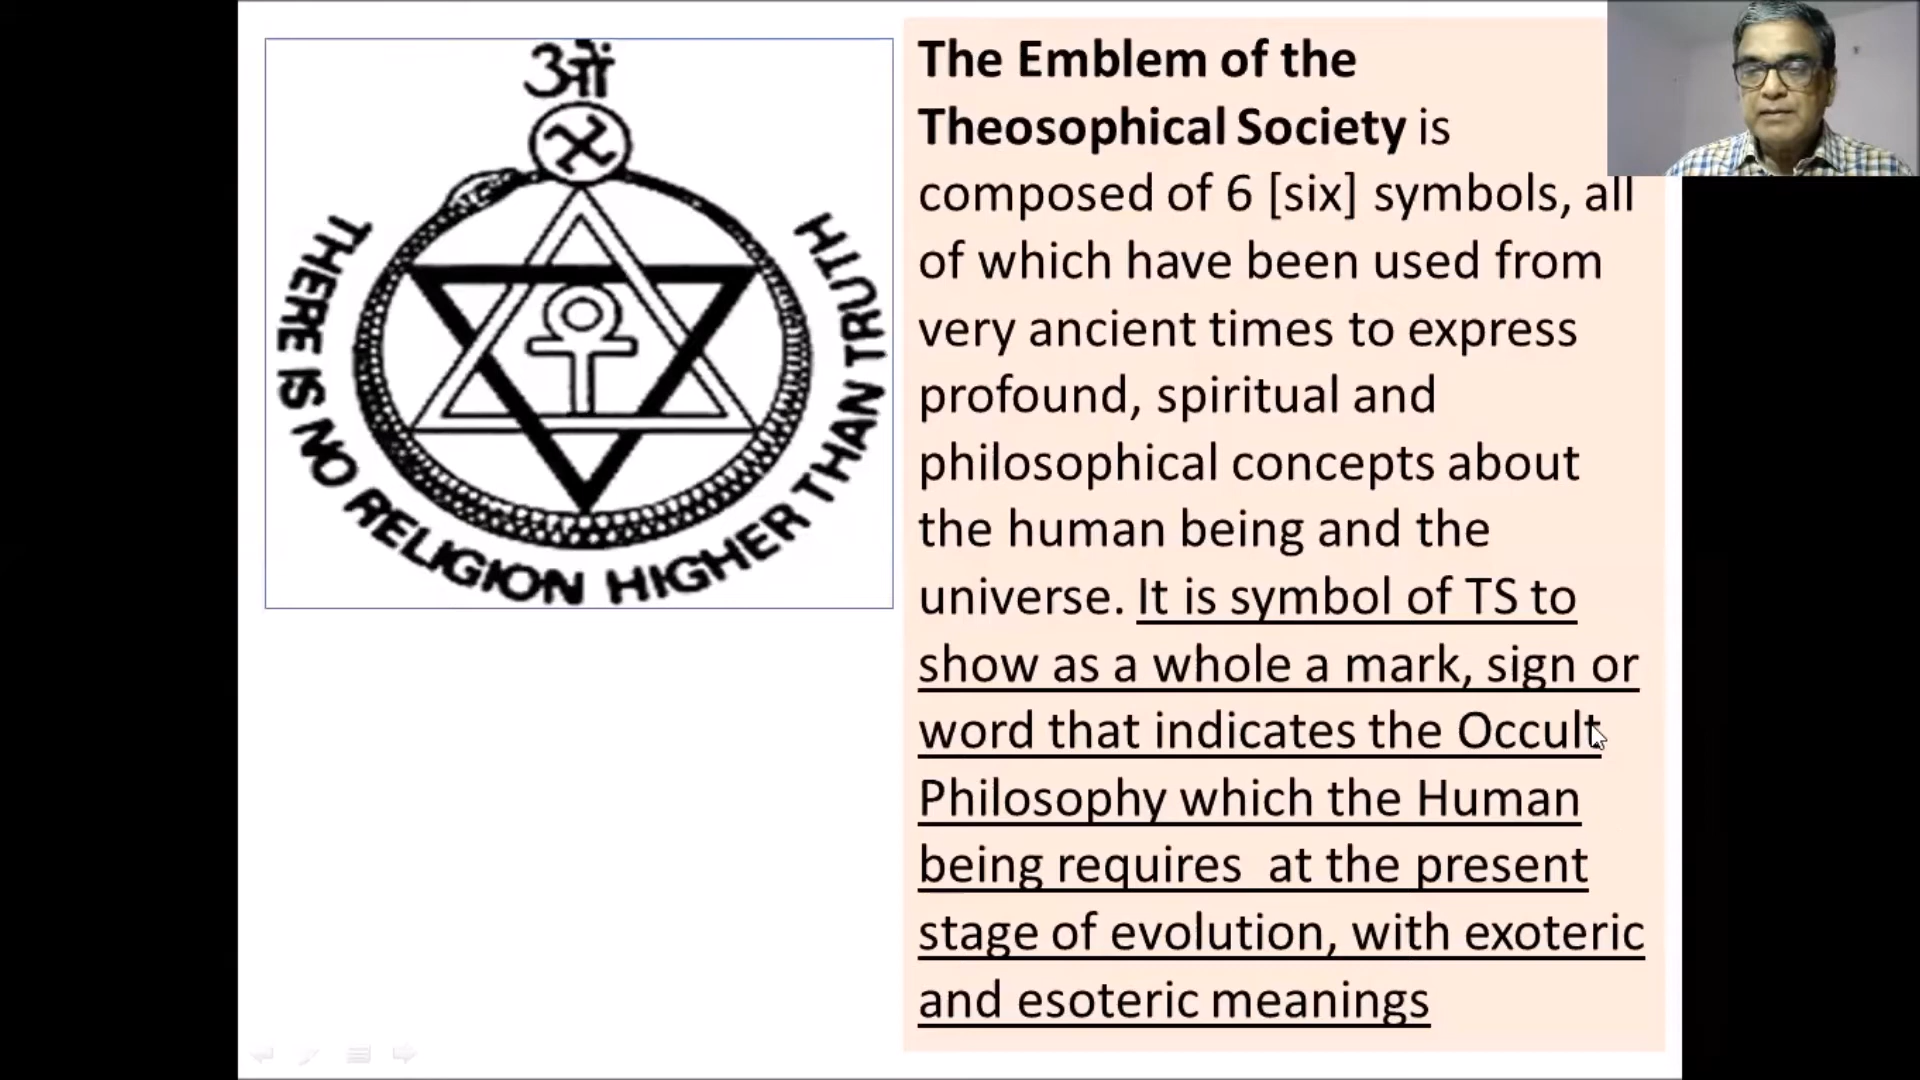 ओं
THERE IS NO RELIGION HIGHER THAN TRUTH
The Emblem of the
Theosophical Society is
composed of 6 [six] symbols, all
of which have been used from
very ancient times to express
profound, spiritual and
philosophical concepts about
the human being and the
universe. It is symbol of TS to
show as a whole a mark, sign or
word that indicates the Occult
Philosophy which the Human
being requires at the present
stage of evolution, with exoteric
and esoteric meanings